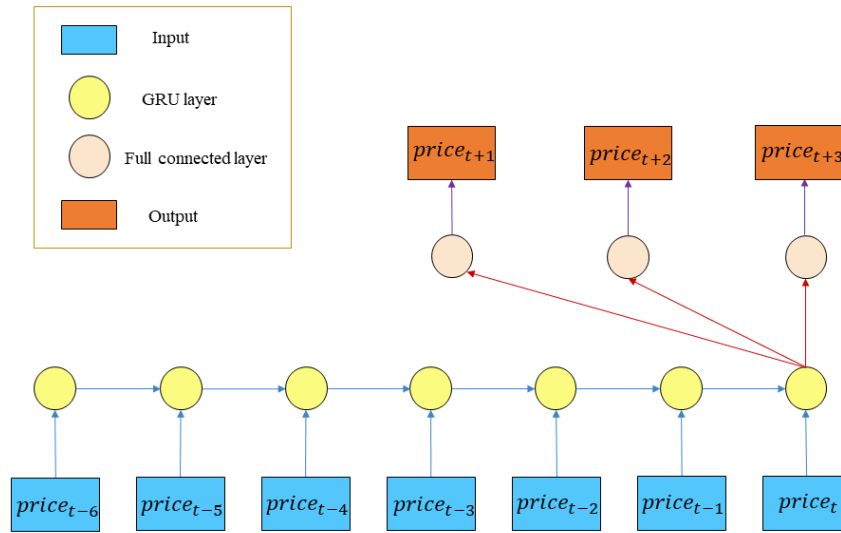 Input
GRU layer
Full connected layer
Output
price_{t+1}
price_{t+2}
price_{t+3}
price_{t−6}
price_{t−5}
price_{t−4}
price_{t−3}
price_{t−2}
price_{t−1}
price_t